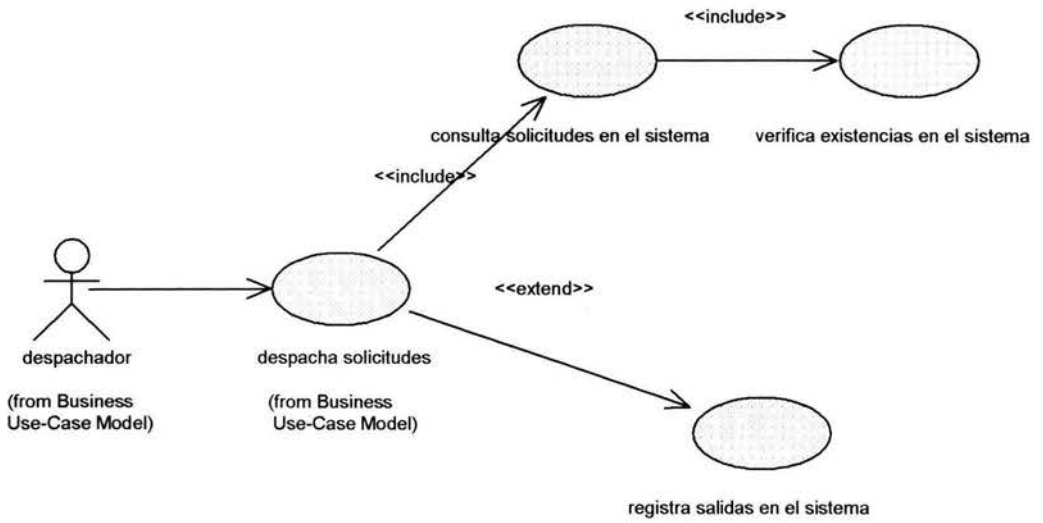 <<include>>
consulta solicitudes en el sistema
verifica existencias en el sistema
<<include>>
<<extend>>
despachador
despacha solicitudes
(from Business
Use-Case Model)
(from Business
Use-Case Model)
registra salidas en el sistema